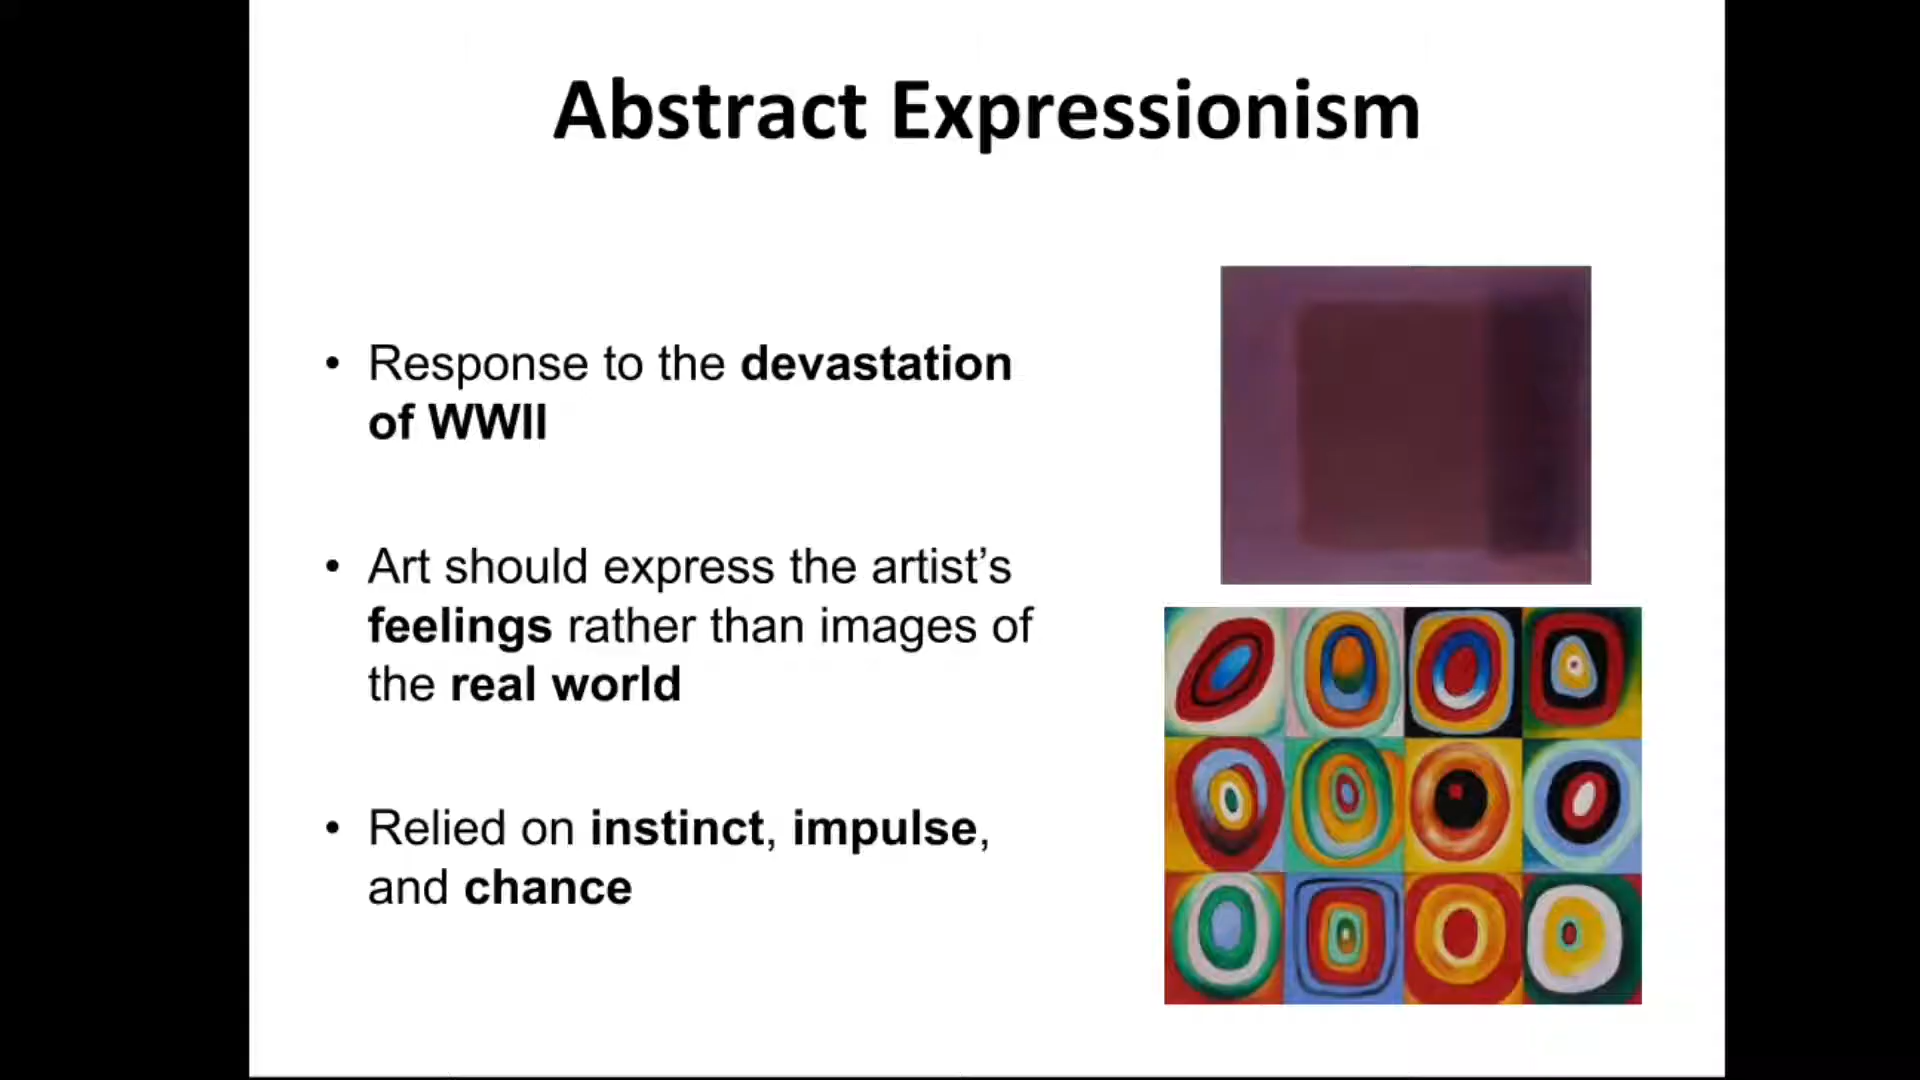 Abstract Expressionism
• Response to the devastation
of WWII
• Art should express the artist’s
feelings rather than images of
the real world
• Relied on instinct, impulse,
and chance